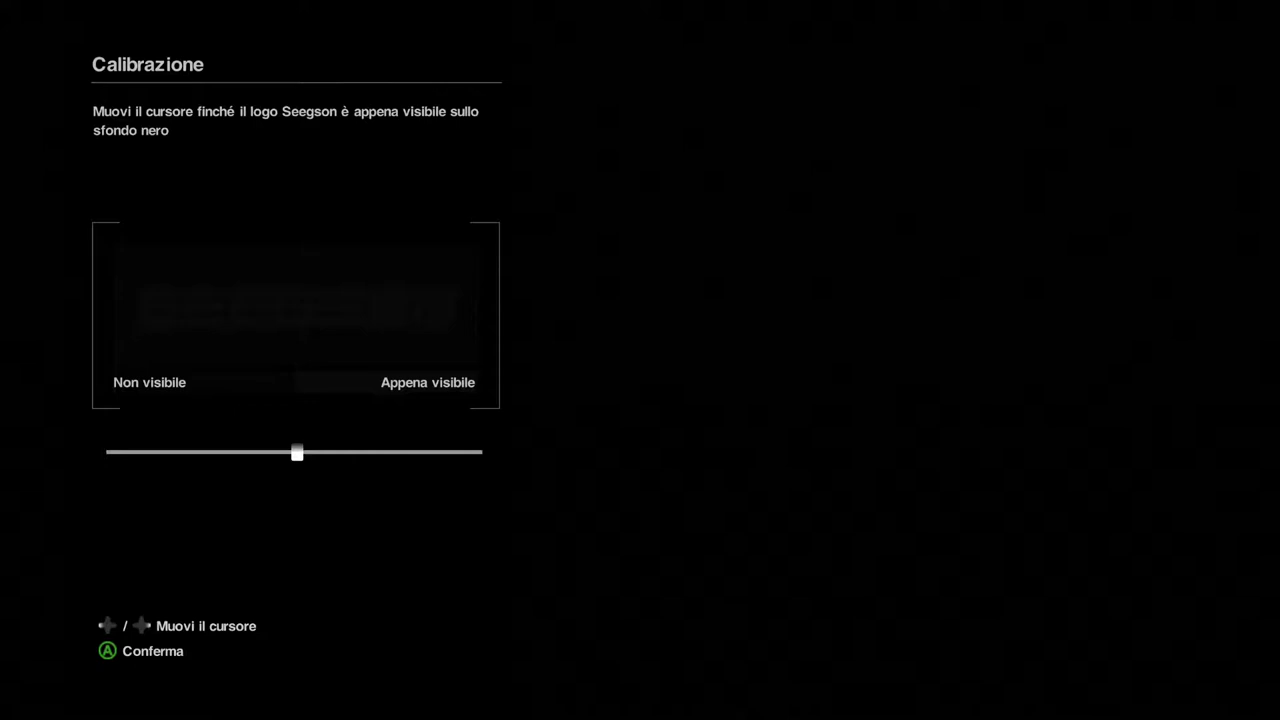 Calibrazione
Muovi il cursore finché il logo Seegson è appena visibile sullo
sfondo nero
Non visibile
Appena visibile
/ Muovi il cursore
A Conferma